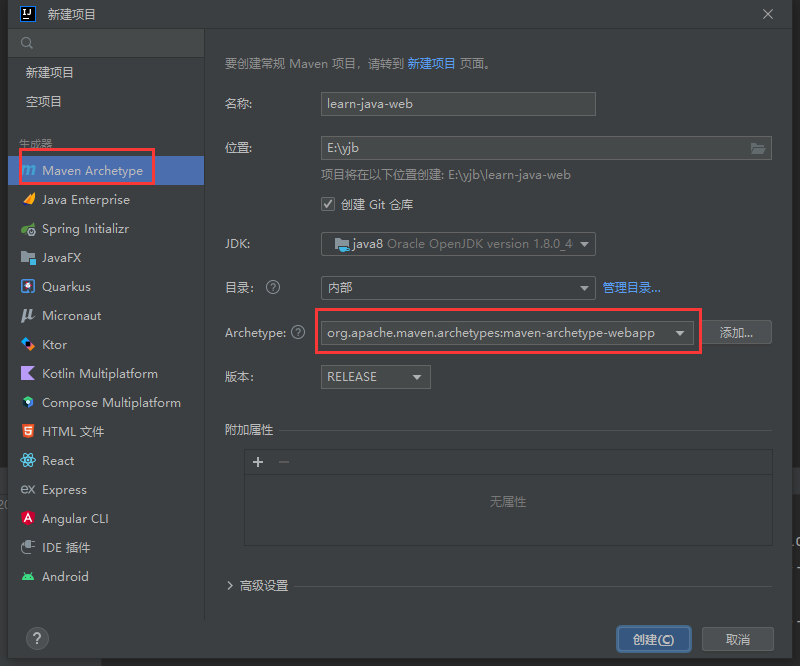 新建项目
新建项目
空项目
生成器
Maven Archetype
Java Enterprise
Spring Initializr
JavaFX
Quarkus
Micronaut
Ktor
Kotlin Multiplatform
Compose Multiplatform
HTML 文件
React
Express
Angular CLI
IDE 插件
Android
要创建常规 Maven 项目，请转到 新建项目 页面。
名称: learn-java-web
位置: E:\yjb
项目将在以下位置创建: E:\yjb\learn-java-web
创建 Git 仓库
JDK: java8 Oracle OpenJDK version 1.8.0_4
目录: 内部 管理目录...
Archetype: org.apache.maven.archetypes:maven-archetype-webapp 添加...
版本: RELEASE
附加属性
无属性
高级设置
? 创建(C) 取消